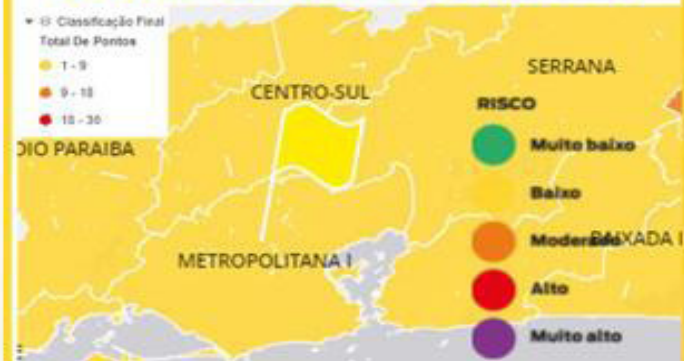 Classificação Final
Total De Pontos
1 - 9
9 - 18
18 - 36
SERRANA
CENTRO-SUL
RISCO
DIO PARAIBA
Muito baixo
Baixo
Moderado
BAIXADA
METROPOLITANA I
Alto
Muito alto